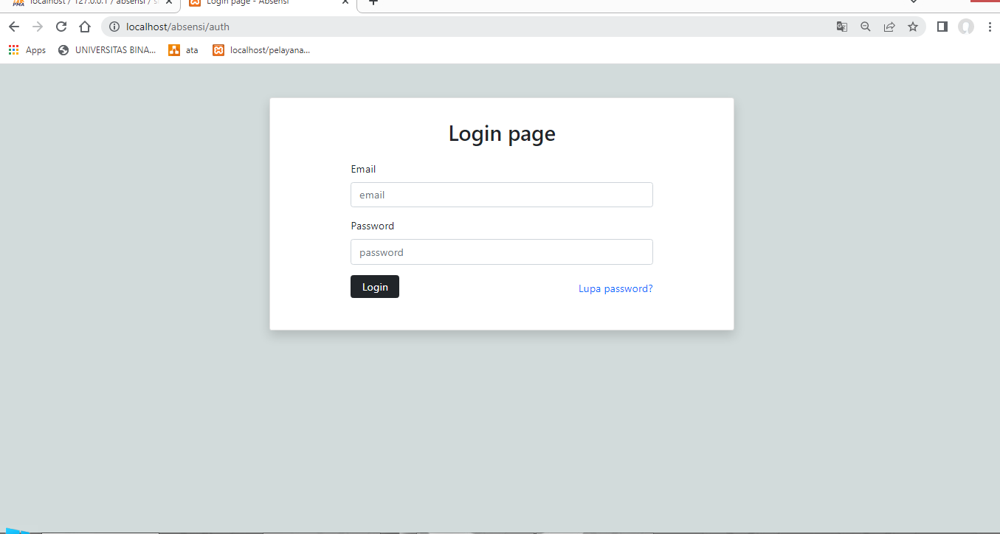 localhost / 127.0.0.1 / absensi / s
Login page - Absensi
localhost/absensi/auth
Apps
UNIVERSITAS BINA...
ata
localhost/pelayana...
Login page
Email
email
Password
password
Login
Lupa password?